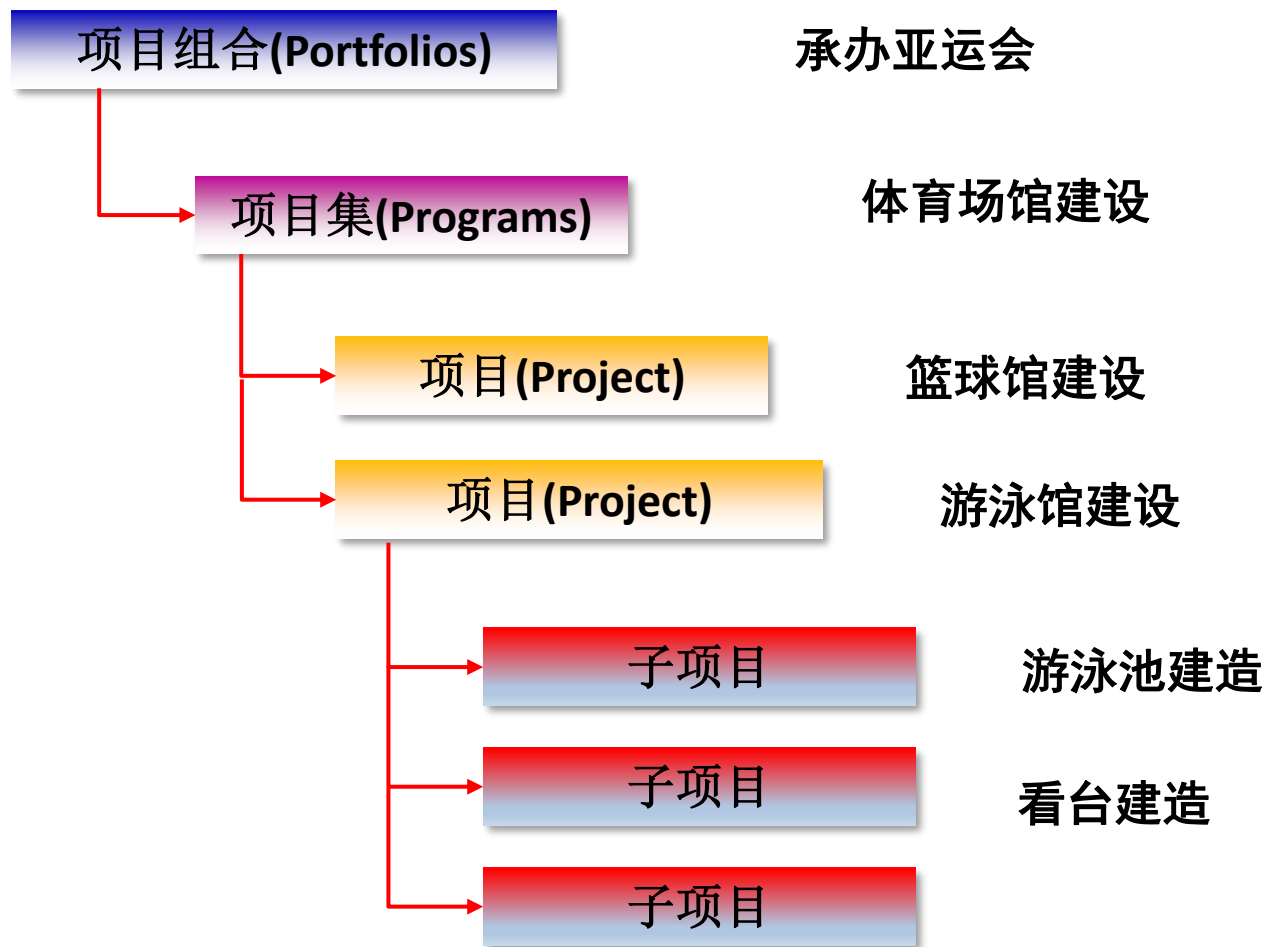 项目组合(Portfolios)
承办亚运会
项目集(Programs)
体育场馆建设
项目(Project)
篮球馆建设
项目(Project)
游泳馆建设
子项目
游泳池建造
子项目
看台建造
子项目